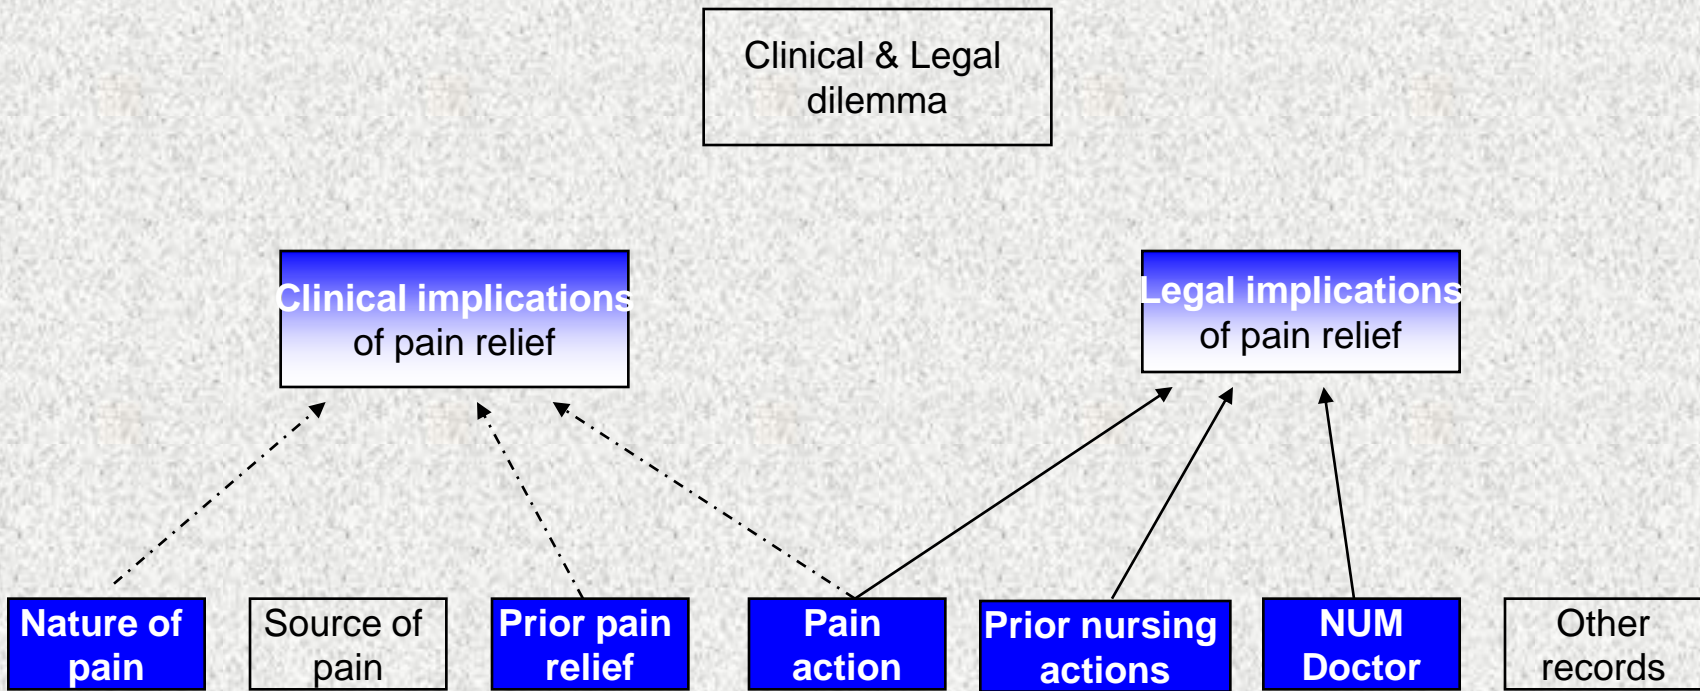 Clinical & Legal
dilemma
Clinical implications
of pain relief
Legal implications
of pain relief
Nature of
pain
Source of
pain
Prior pain
relief
Pain
action
Prior nursing
actions
NUM
Doctor
Other
records